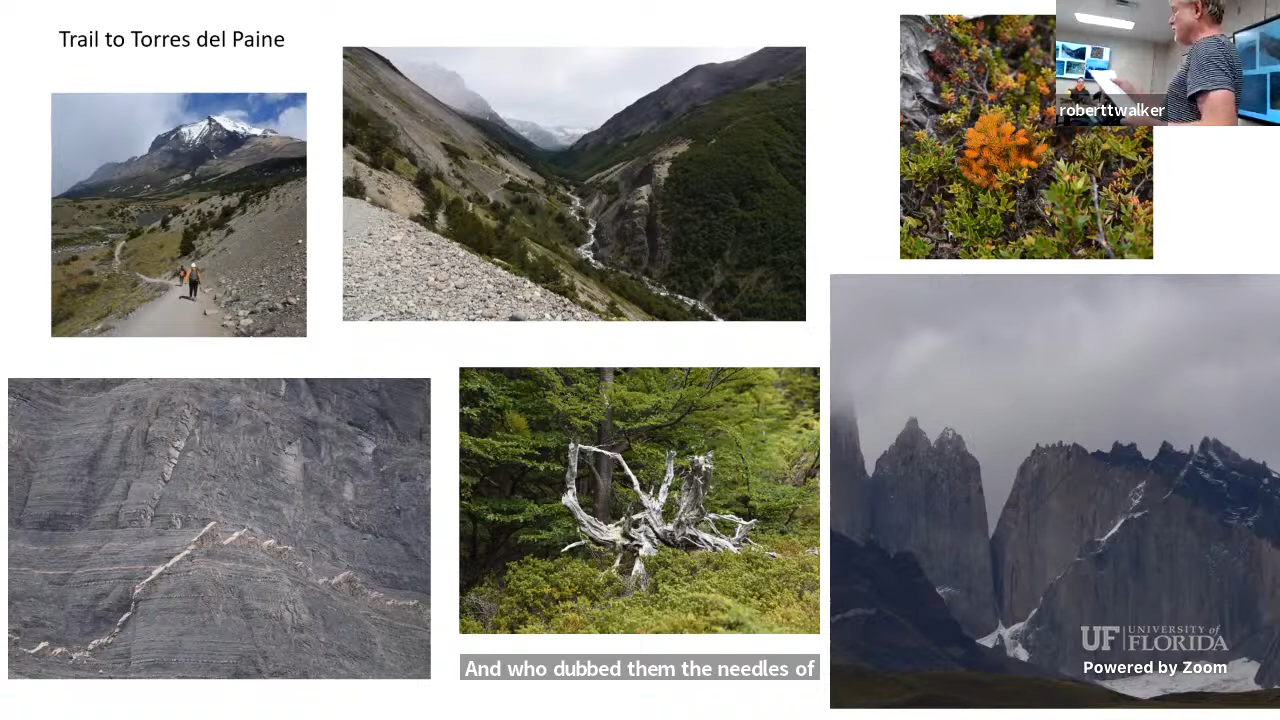 Trail to Torres del Paine
roberttwalker
And who dubbed them the needles of
UF | UNIVERSITY of
FLORIDA
Powered by Zoom